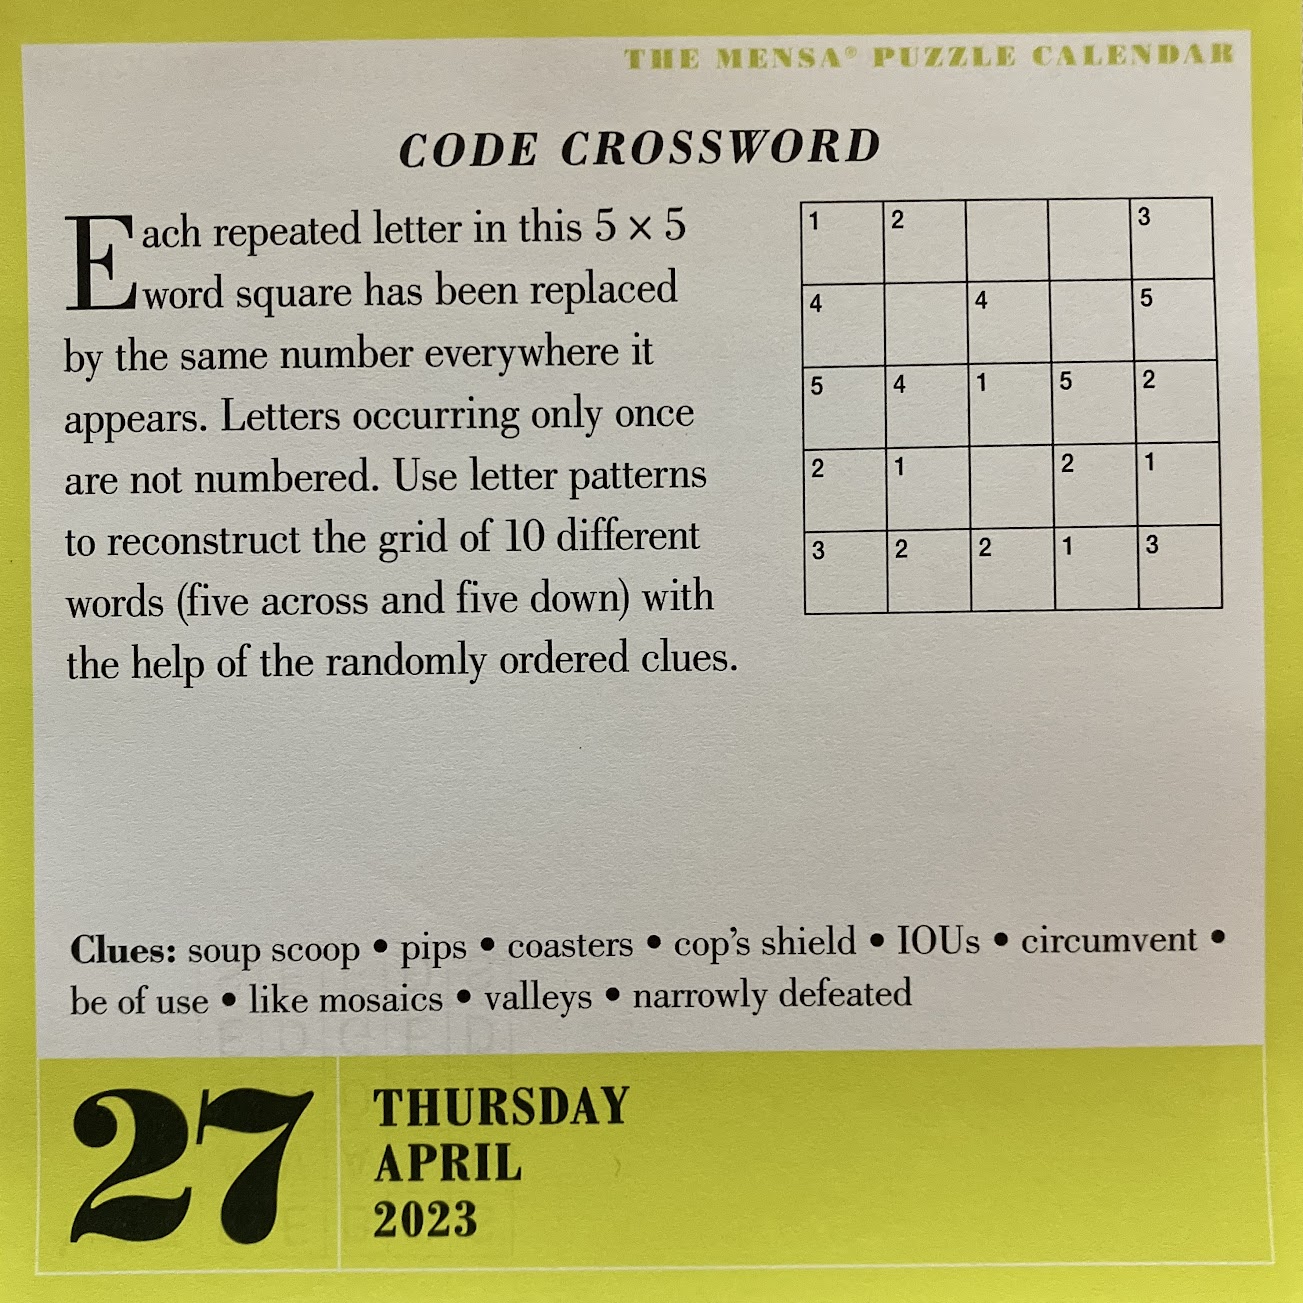 THE MENSA® PUZZLE CALENDAR
CODE CROSSWORD
Each repeated letter in this 5 × 5
word square has been replaced
by the same number everywhere it
appears. Letters occurring only once
are not numbered. Use letter patterns
to reconstruct the grid of 10 different
words (five across and five down) with
the help of the randomly ordered clues.
1 2 3
4 4 5
5 4 1 5 2
2 1 2 1
3 2 2 1 3
Clues: soup scoop • pips • coasters • cop's shield • IOUs • circumvent •
be of use • like mosaics • valleys • narrowly defeated
27
THURSDAY
APRIL
2023